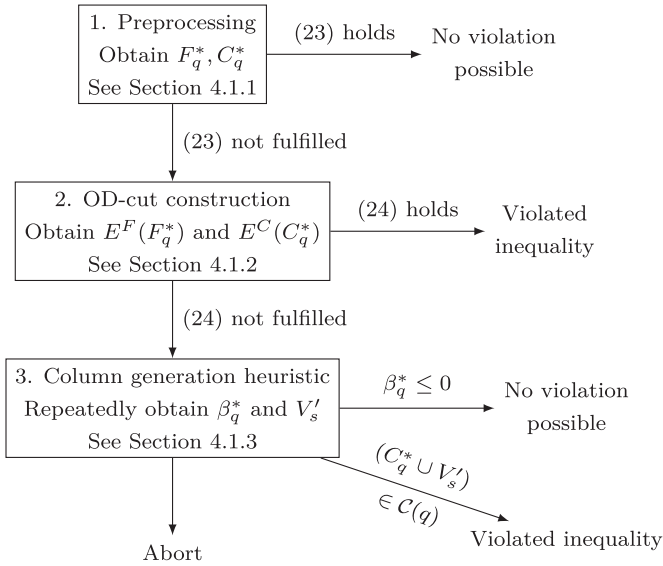 1. Preprocessing
Obtain F*_q, C*_q
See Section 4.1.1
(23) holds
No violation
possible
(23) not fulfilled
2. OD-cut construction
Obtain E^F(F*_q) and E^C(C*_q)
See Section 4.1.2
(24) holds
Violated
inequality
(24) not fulfilled
3. Column generation heuristic
Repeatedly obtain β*_q and V′_s
See Section 4.1.3
β*_q ≤ 0
No violation
possible
(C*_q ∪ V′_s)
∈ 𝒞(q)
Violated inequality
Abort